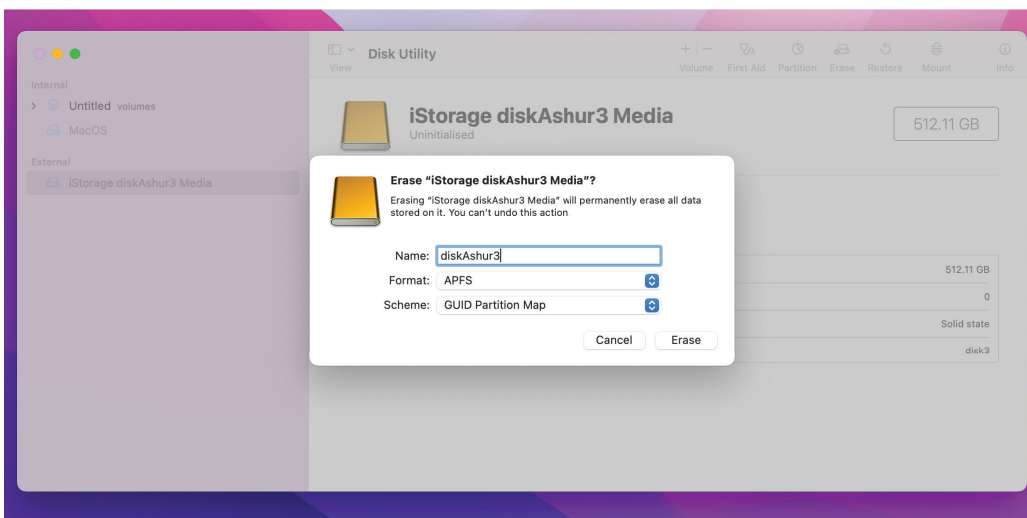 Disk Utility
View
Volume First Aid Partition Erase Restore Mount Info
Internal
Untitled volumes
MacOS
External
iStorage diskAshur3 Media
iStorage diskAshur3 Media
Uninitialised
512.11 GB
Erase “iStorage diskAshur3 Media”?
Erasing “iStorage diskAshur3 Media” will permanently erase all data
stored on it. You can’t undo this action
Name: diskAshur3
Format: APFS
Scheme: GUID Partition Map
Cancel Erase
512.11 GB
0
Solid state
disk3